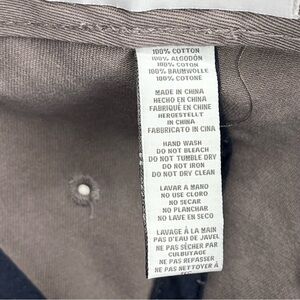 100% COTTON
100% ALGODÓN
100% COTON
100% BAUMWOLLE
100% COTONE
MADE IN CHINA
HECHO EN CHINA
FABRIQUÉ EN CHINE
HERGESTELLT
IN CHINA
FABBRICATO IN CINA
HAND WASH
DO NOT BLEACH
DO NOT TUMBLE DRY
DO NOT IRON
DO NOT DRY CLEAN
LAVAR A MANO
NO USE CLORO
NO SECAR
NO PLANCHAR
NO LAVE EN SECO
LAVAGE À LA MAIN
PAS D'EAU DE JAVEL
NE PAS SÉCHER PAR
CULBUTAGE
NE PAS REPASSER
NE PAS NETTOYER À